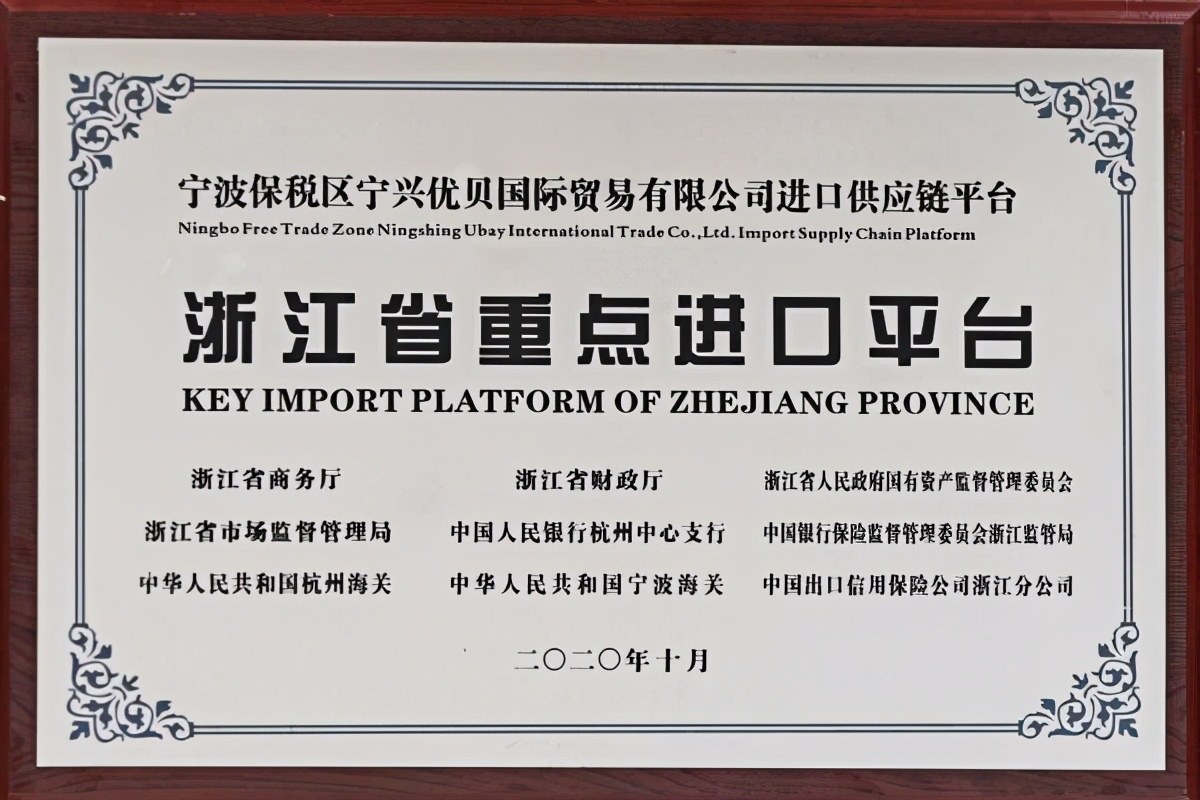 宁波保税区宁兴优贝国际贸易有限公司进口供应链平台
Ningbo Free Trade Zone Ningshing Ubay International Trade Co.,Ltd. Import Supply Chain Platform
浙江省重点进口平台
KEY IMPORT PLATFORM OF ZHEJIANG PROVINCE
浙江省商务厅 浙江省财政厅 浙江省人民政府国有资产监督管理委员会
浙江省市场监督管理局 中国人民银行杭州中心支行 中国银行保险监督管理委员会浙江监管局
中华人民共和国杭州海关 中华人民共和国宁波海关 中国出口信用保险公司浙江分公司
二〇二〇年十月